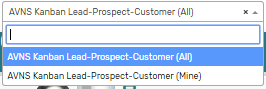 AVNS Kanban Lead-Prospect-Customer (All) ×
AVNS Kanban Lead-Prospect-Customer (All)
AVNS Kanban Lead-Prospect-Customer (Mine)